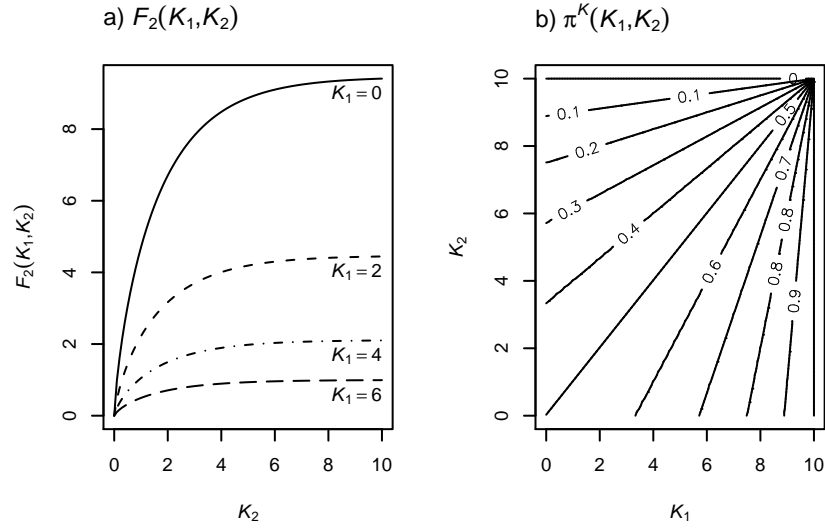 a) F₂(K₁,K₂)
K₁ = 0
K₁ = 2
K₁ = 4
K₁ = 6
0 2 4 6 8
F₂(K₁,K₂)
0 2 4 6 8 10
K₂
b) π^K(K₁,K₂)
0
0.1 0.1
0.2
0.3
0.4
0.5
0.6
0.7
0.8
0.8
0.9
0 2 4 6 8 10
K₂
0 2 4 6 8 10
K₁